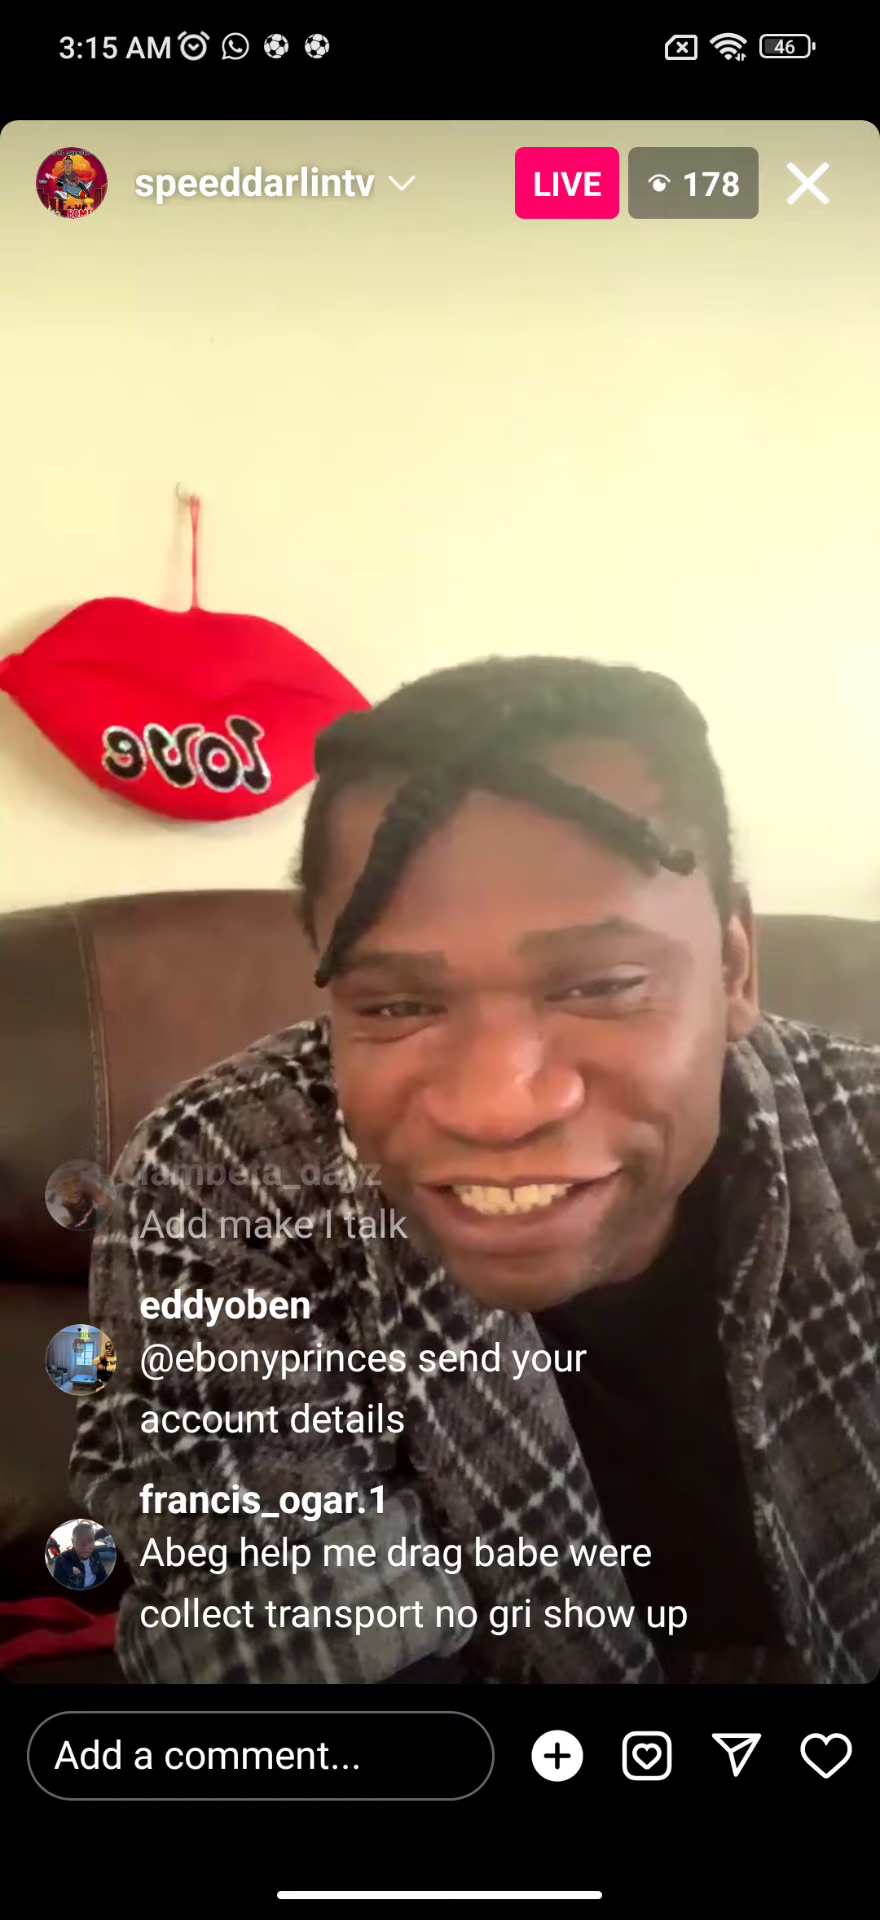 3:15 AM
46
speeddarlintv
LIVE
178
love
Add make I talk
eddyoben
@ebonyprinces send your
account details
francis_ogar.1
Abeg help me drag babe were
collect transport no gri show up
Add a comment...